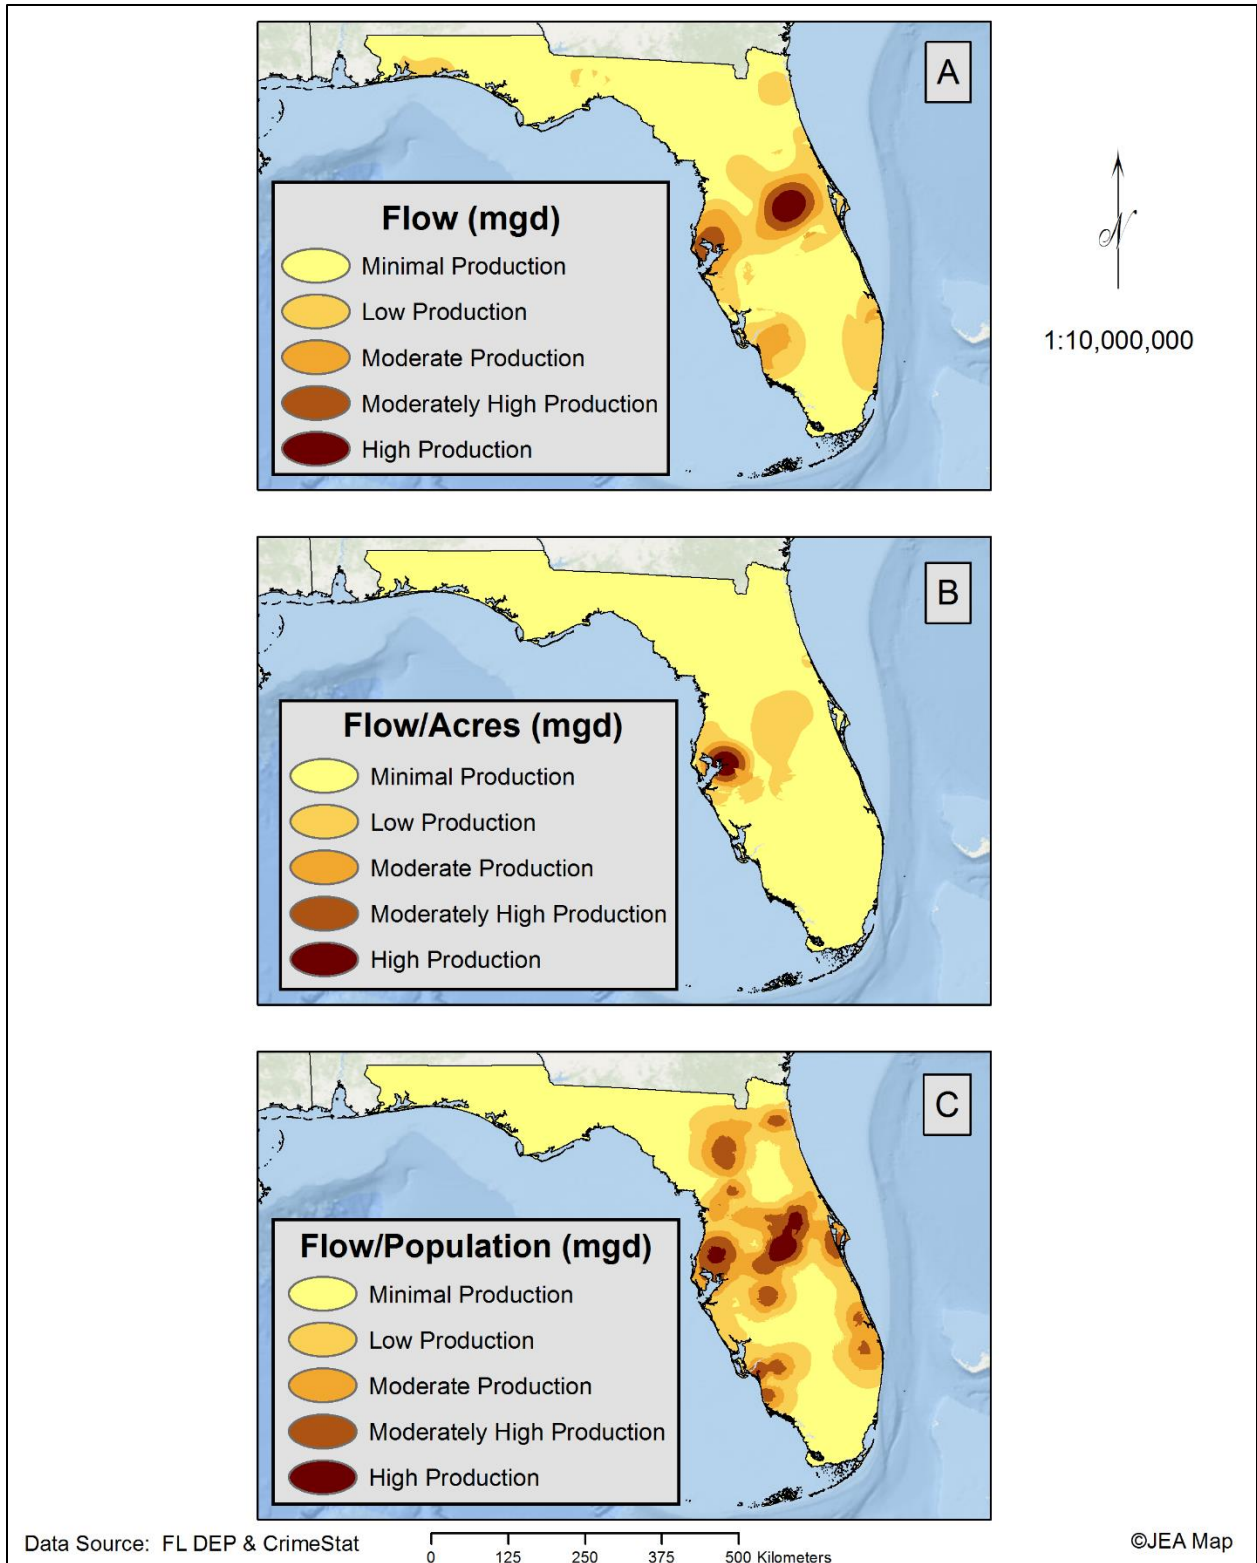 A
Flow (mgd)
Minimal Production
Low Production
Moderate Production
Moderately High Production
High Production
N
1:10,000,000
B
Flow/Acres (mgd)
Minimal Production
Low Production
Moderate Production
Moderately High Production
High Production
C
Flow/Population (mgd)
Minimal Production
Low Production
Moderate Production
Moderately High Production
High Production
Data Source: FL DEP & CrimeStat
0 125 250 375 500 Kilometers
©JEA Map